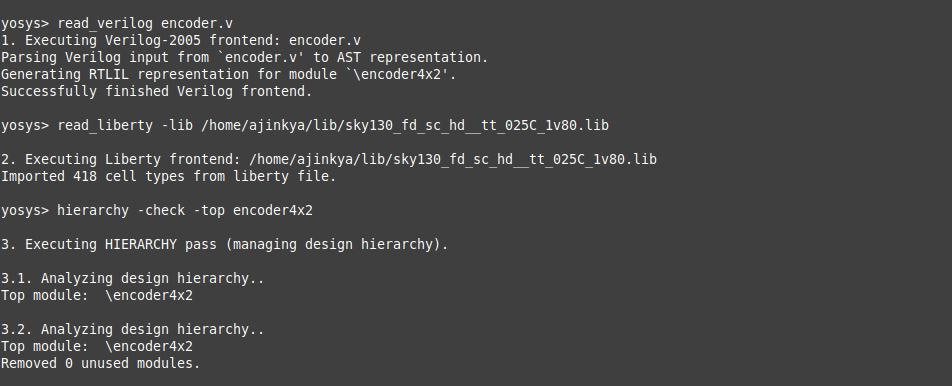 yosys> read_verilog encoder.v
1. Executing Verilog-2005 frontend: encoder.v
Parsing Verilog input from `encoder.v' to AST representation.
Generating RTLIL representation for module `\encoder4x2'.
Successfully finished Verilog frontend.
yosys> read_liberty -lib /home/ajinkya/lib/sky130_fd_sc_hd__tt_025C_1v80.lib
2. Executing Liberty frontend: /home/ajinkya/lib/sky130_fd_sc_hd__tt_025C_1v80.lib
Imported 418 cell types from liberty file.
yosys> hierarchy -check -top encoder4x2
3. Executing HIERARCHY pass (managing design hierarchy).
3.1. Analyzing design hierarchy..
Top module:  \encoder4x2
3.2. Analyzing design hierarchy..
Top module:  \encoder4x2
Removed 0 unused modules.